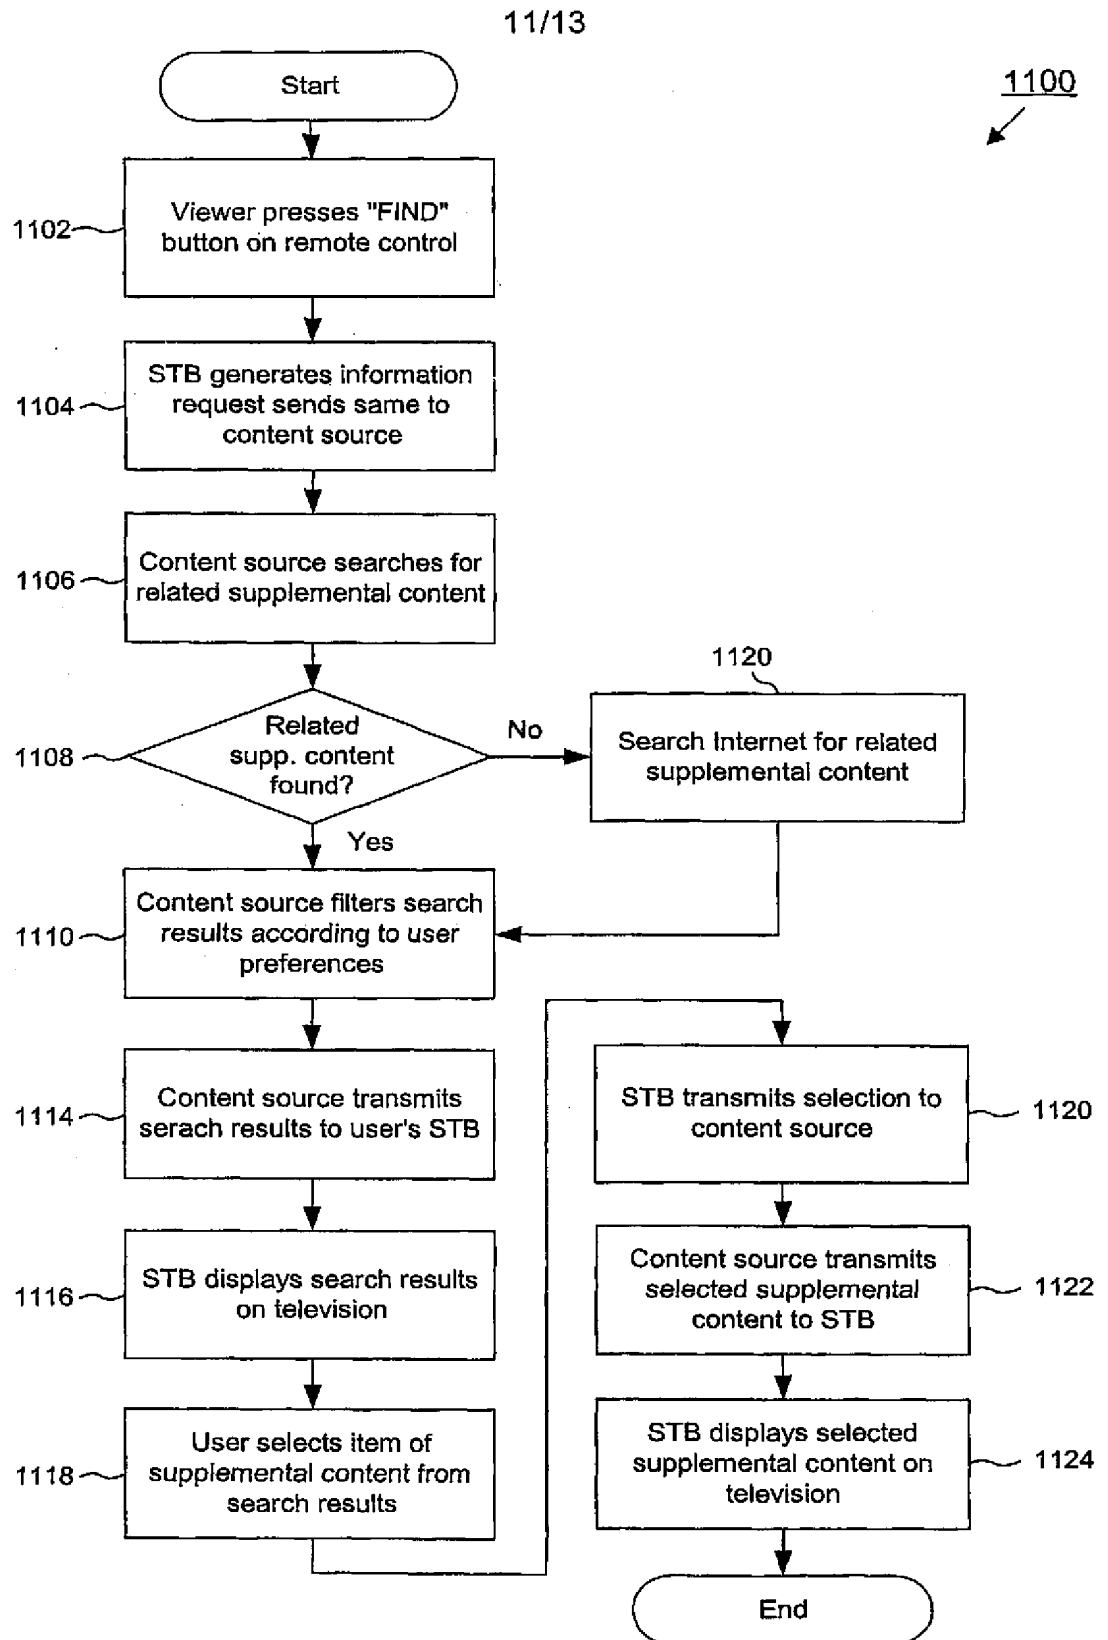 11/13
1100
Start
1102
Viewer presses "FIND"
button on remote control
1104
STB generates information
request sends same to
content source
1106
Content source searches for
related supplemental content
1108
Related
supp. content
found?
No
Yes
1120
Search Internet for related
supplemental content
1110
Content source filters search
results according to user
preferences
1114
Content source transmits
serach results to user's STB
1116
STB displays search results
on television
1118
User selects item of
supplemental content from
search results
STB transmits selection to
content source
1120
Content source transmits
selected supplemental
content to STB
1122
STB displays selected
supplemental content on
television
1124
End